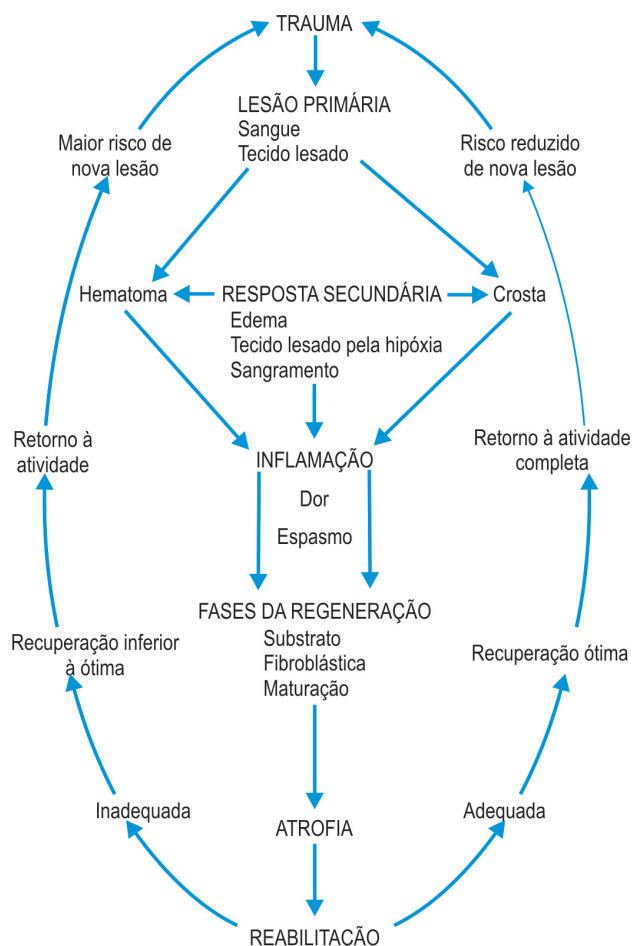 TRAUMA
LESÃO PRIMÁRIA
Sangue
Tecido lesado
Maior risco de
nova lesão
Risco reduzido
de nova lesão
Hematoma
RESPOSTA SECUNDÁRIA
Crosta
Edema
Tecido lesado pela hipóxia
Sangramento
Retorno à
atividade
Retorno à atividade
completa
INFLAMAÇÃO
Dor
Espasmo
FASES DA REGENERAÇÃO
Substrato
Fibroblástica
Maturação
Recuperação inferior
à ótima
Recuperação ótima
Inadequada
Adequada
ATROFIA
REABILITAÇÃO